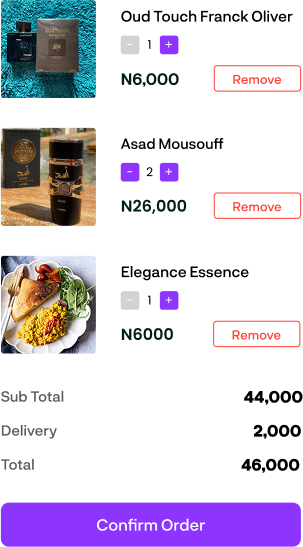 Oud Touch Franck Oliver
- 1 +
N6,000 Remove
Asad Mousouff
- 2 +
N26,000 Remove
Elegance Essence
- 1 +
N6000 Remove
Sub Total 44,000
Delivery 2,000
Total 46,000
Confirm Order